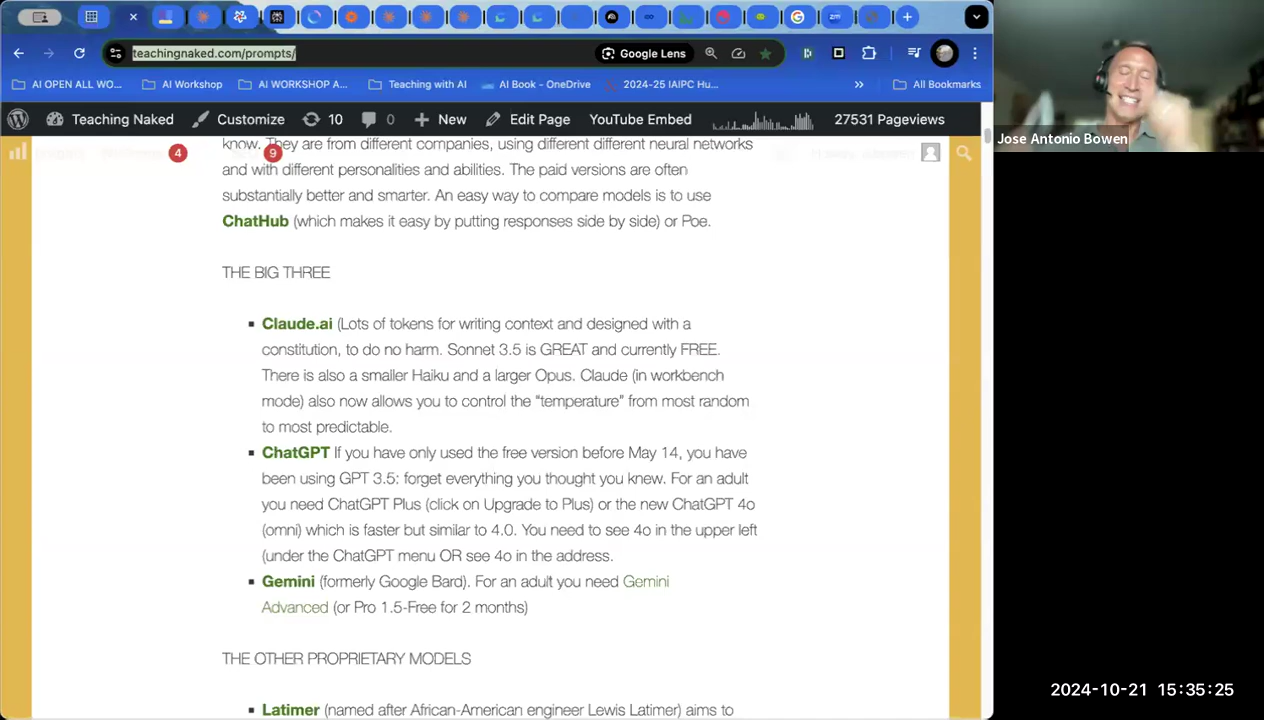 teachingnaked.com/prompts/
Google Lens
AI OPEN ALL WO...
AI Workshop
AI WORKSHOP A...
Teaching with AI
AI Book - OneDrive
2024-25 IAIPC Hu...
»
All Bookmarks
Teaching Naked
Customize
10
0
New
Edit Page
YouTube Embed
27531 Pageviews
4
9
know. They are from different companies, using different different neural networks
and with different personalities and abilities. The paid versions are often
substantially better and smarter. An easy way to compare models is to use
ChatHub (which makes it easy by putting responses side by side) or Poe.
THE BIG THREE
Claude.ai (Lots of tokens for writing context and designed with a
constitution, to do no harm. Sonnet 3.5 is GREAT and currently FREE.
There is also a smaller Haiku and a larger Opus. Claude (in workbench
mode) also now allows you to control the “temperature” from most random
to most predictable.
ChatGPT If you have only used the free version before May 14, you have
been using GPT 3.5: forget everything you thought you knew. For an adult
you need ChatGPT Plus (click on Upgrade to Plus) or the new ChatGPT 4o
(omni) which is faster but similar to 4.0. You need to see 4o in the upper left
(under the ChatGPT menu OR see 4o in the address.
Gemini (formerly Google Bard). For an adult you need Gemini
Advanced (or Pro 1.5-Free for 2 months)
THE OTHER PROPRIETARY MODELS
Latimer (named after African-American engineer Lewis Latimer) aims to
Jose Antonio Bowen
2024-10-21 15:35:25